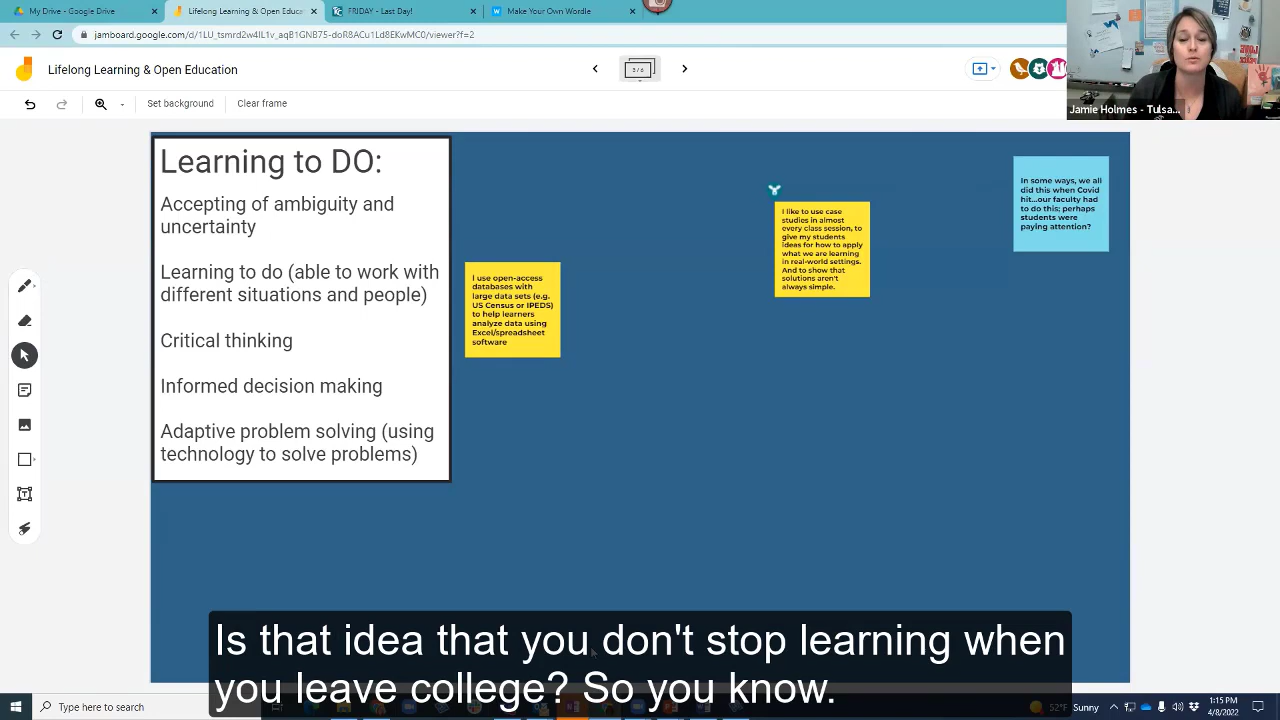 My Drive - Google Drive
Lifelong Learning & Open Educa
FRIDAY - Last Day!
Make Your Own Wordle
jamboard.google.com/d/1LU_tsmrd2w4IL1v_aqB1GNB75-doR8ACu1Ld8EKwMC0/viewer?f=2
Lifelong Learning & Open Education
5 / 6
Set background
Clear frame
Jamie Holmes - Tulsa...
Learning to DO:
Accepting of ambiguity and
uncertainty
Learning to do (able to work with
different situations and people)
Critical thinking
Informed decision making
Adaptive problem solving (using
technology to solve problems)
I use open-access
databases with
large data sets (e.g.
US Census or IPEDS)
to help learners
analyze data using
Excel/spreadsheet
software
I like to use case
studies in almost
every class session, to
give my students
ideas for how to apply
what we are learning
in real-world settings.
And to show that
solutions aren't
always simple.
In some ways, we all
did this when Covid
hit...our faculty had
to do this; perhaps
students were
paying attention?
Is that idea that you don't stop learning when
you leave college? So you know.
Type here to search
52°F Sunny
1:15 PM
4/8/2022